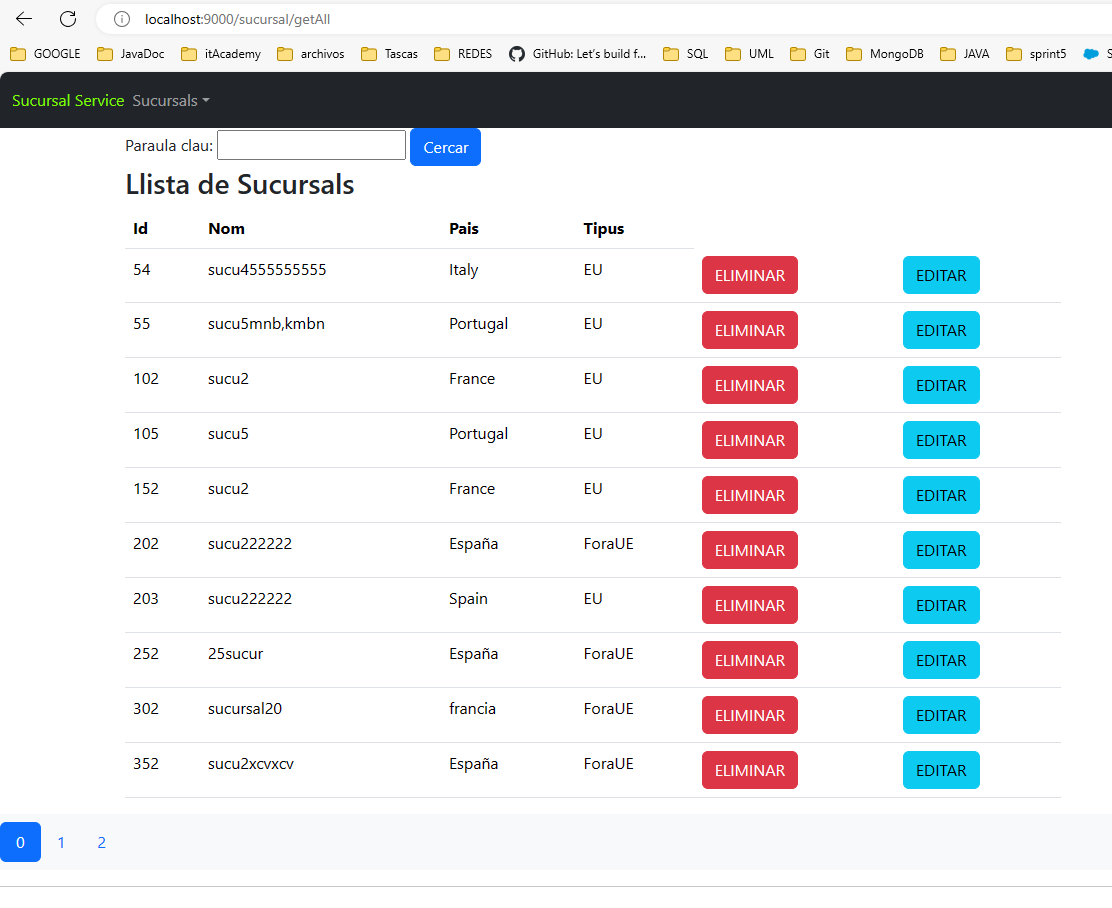 localhost:9000/sucursal/getAll
GOOGLE JavaDoc itAcademy archivos Tascas REDES GitHub: Let's build f... SQL UML Git MongoDB JAVA sprint5
Sucursal Service Sucursals
Paraula clau: Cercar
Llista de Sucursals
Id Nom Pais Tipus
54 sucu4555555555 Italy EU ELIMINAR EDITAR
55 sucu5mnb,kmbn Portugal EU ELIMINAR EDITAR
102 sucu2 France EU ELIMINAR EDITAR
105 sucu5 Portugal EU ELIMINAR EDITAR
152 sucu2 France EU ELIMINAR EDITAR
202 sucu222222 España ForaUE ELIMINAR EDITAR
203 sucu222222 Spain EU ELIMINAR EDITAR
252 25sucur España ForaUE ELIMINAR EDITAR
302 sucursal20 francia ForaUE ELIMINAR EDITAR
352 sucu2xcvxcv España ForaUE ELIMINAR EDITAR
0 1 2